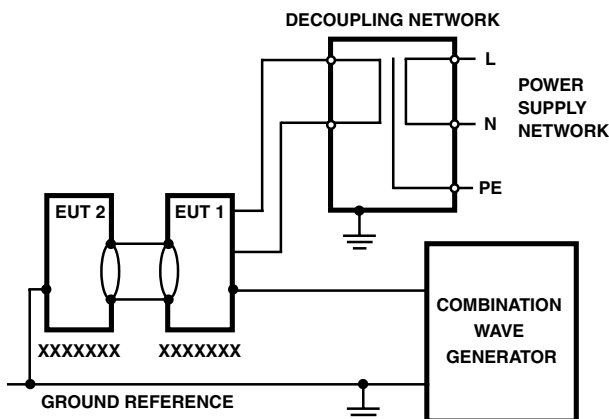 DECOUPLING NETWORK
L
POWER
SUPPLY
NETWORK
N
PE
EUT 2
EUT 1
COMBINATION
WAVE
GENERATOR
XXXXXXX
XXXXXXX
GROUND REFERENCE